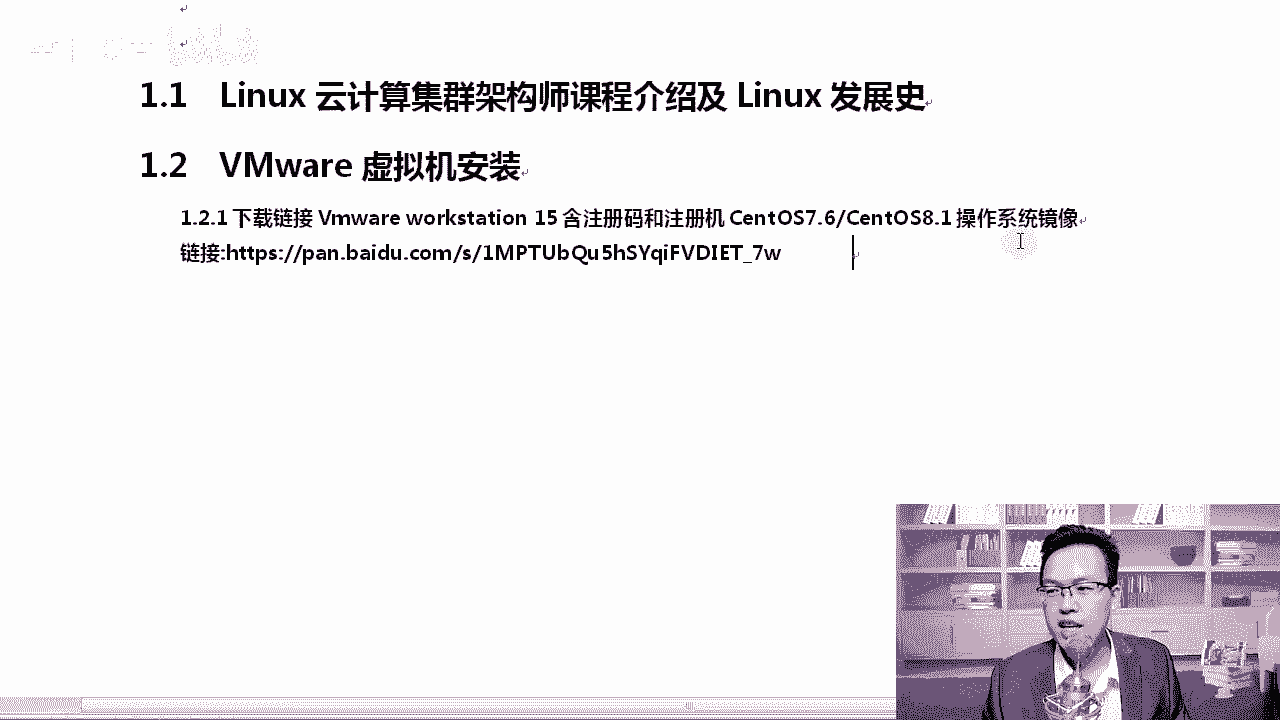 1.1 Linux 云计算集群架构师课程介绍及 Linux 发展史
1.2 VMware 虚拟机安装
1.2.1 下载链接 Vmware workstation 15 含注册码和注册机 CentOS7.6/CentOS8.1 操作系统镜像
链接:https://pan.baidu.com/s/1MPTUbQu5hSYqiFVDIET_7w